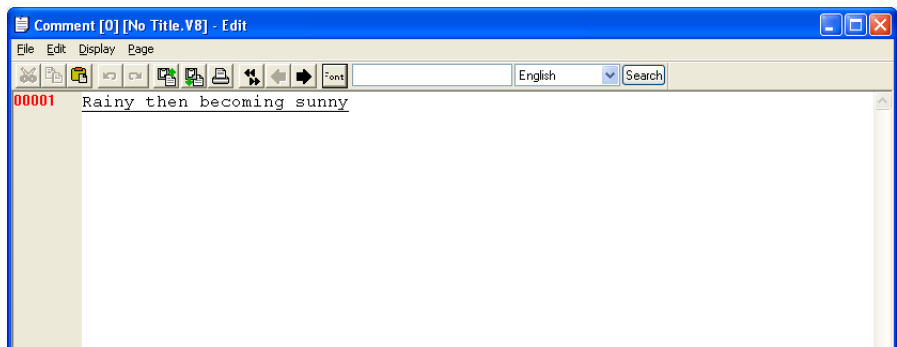 Comment [0] [No Title.V8] - Edit
File Edit Display Page
Font English Search
00001 Rainy then becoming sunny